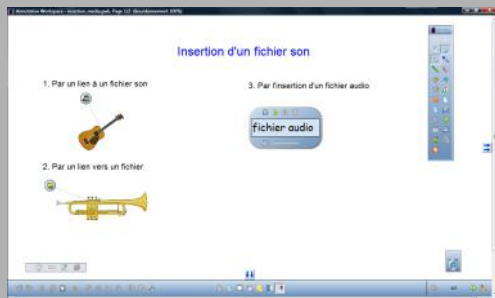 Insertion d'un fichier son
1. Par un lien à un fichier son
3. Par l'insertion d'un fichier audio
fichier audio
2. Par un lien vers un fichier